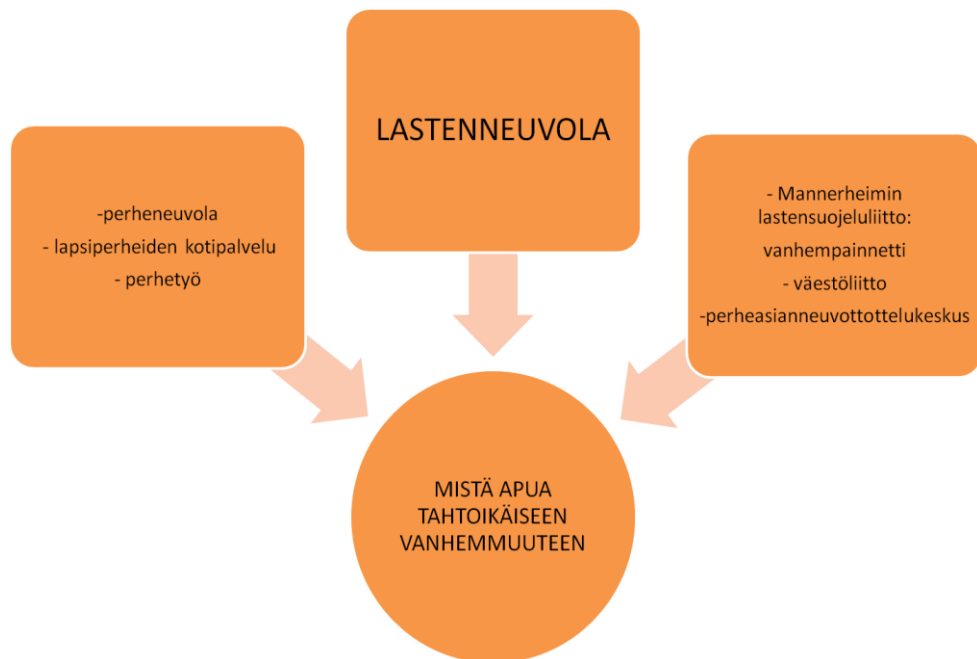 LASTENNEUVOLA
-perheneuvola
- lapsiperheiden kotipalvelu
- perhetyö
- Mannerheimin
lastensuojeluliitto:
vanhempainnetti
- väestöliitto
-perheasianneuvottottelukeskus
MISTÄ APUA
TAHTOIKÄISEEN
VANHEMMUUTEEN